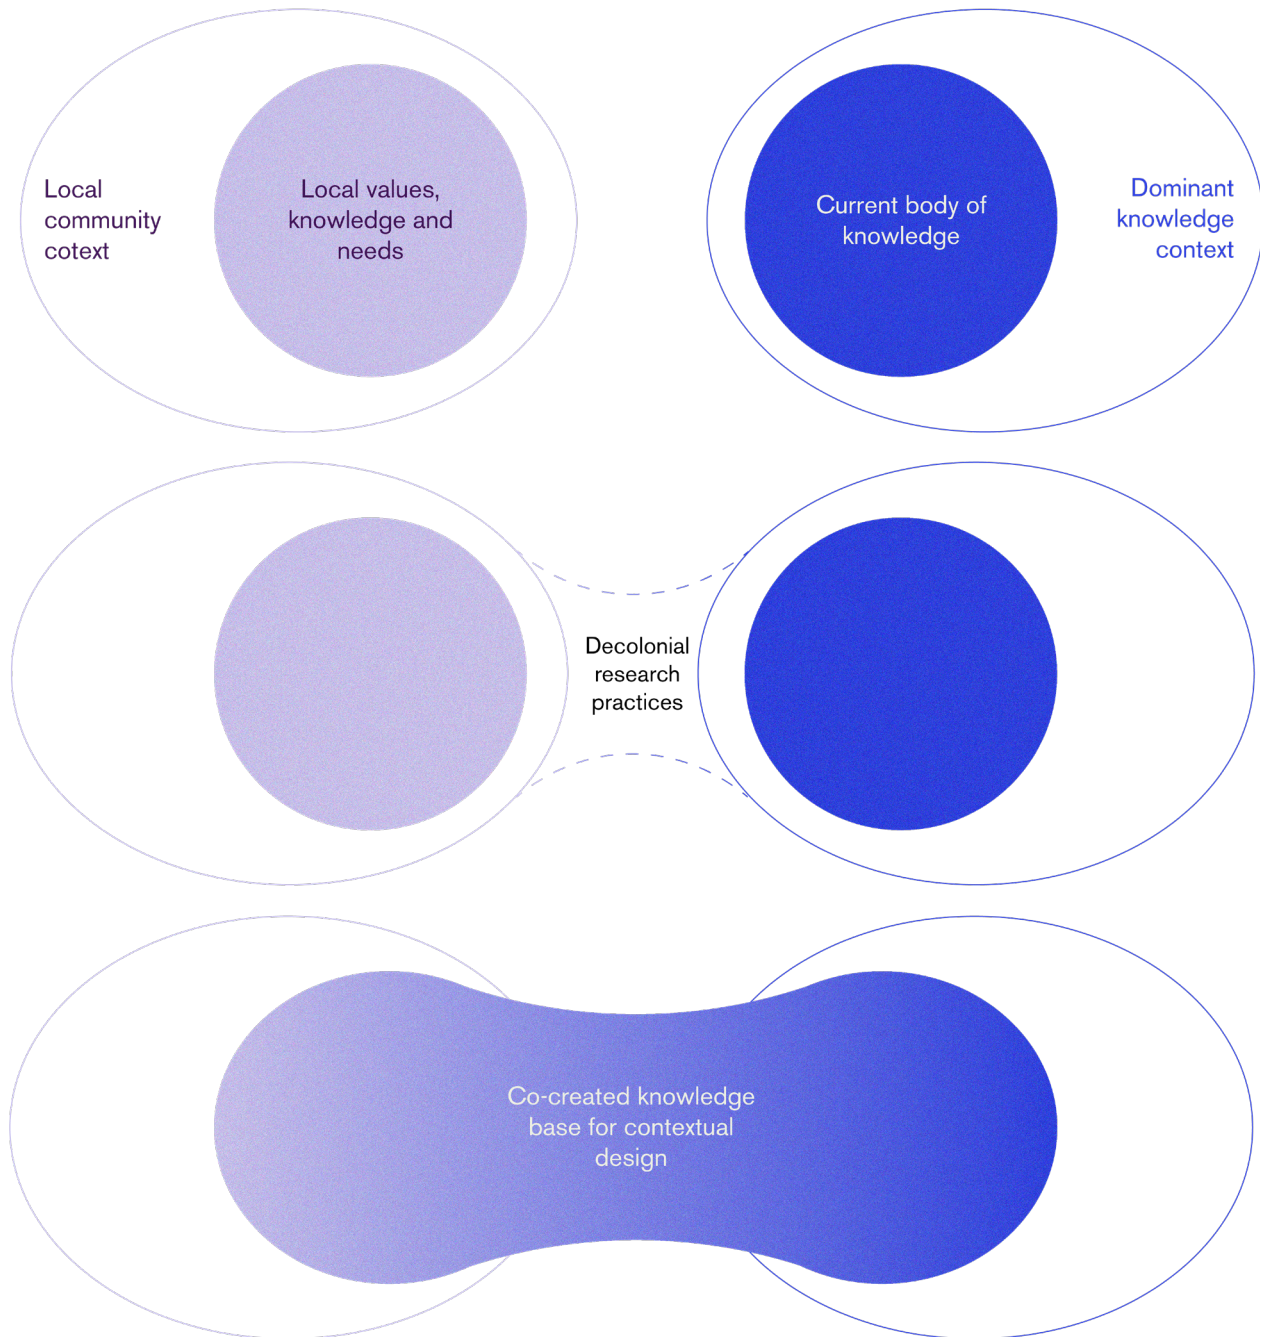 Local
community
cotext
Local values,
knowledge and
needs
Current body of
knowledge
Dominant
knowledge
context
Decolonial
research
practices
Co-created knowledge
base for contextual
design